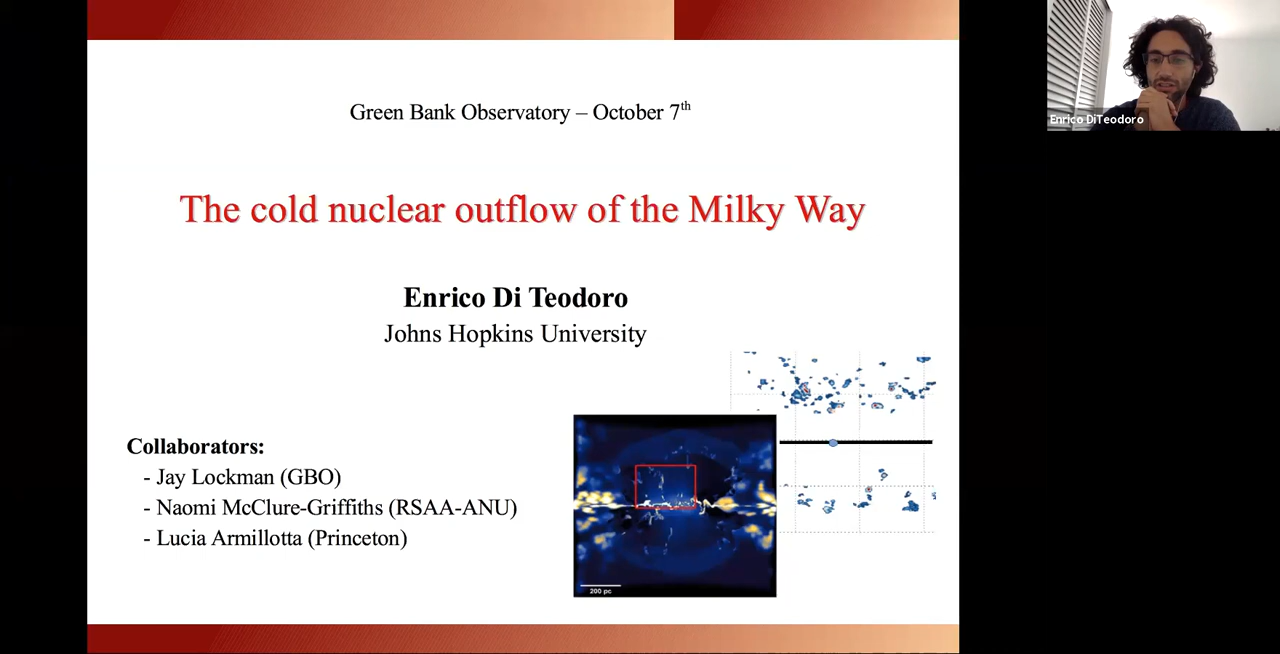 Green Bank Observatory – October 7th
The cold nuclear outflow of the Milky Way
Enrico Di Teodoro
Johns Hopkins University
Collaborators:
- Jay Lockman (GBO)
- Naomi McClure-Griffiths (RSAA-ANU)
- Lucia Armillotta (Princeton)
200 pc
Enrico DiTeodoro